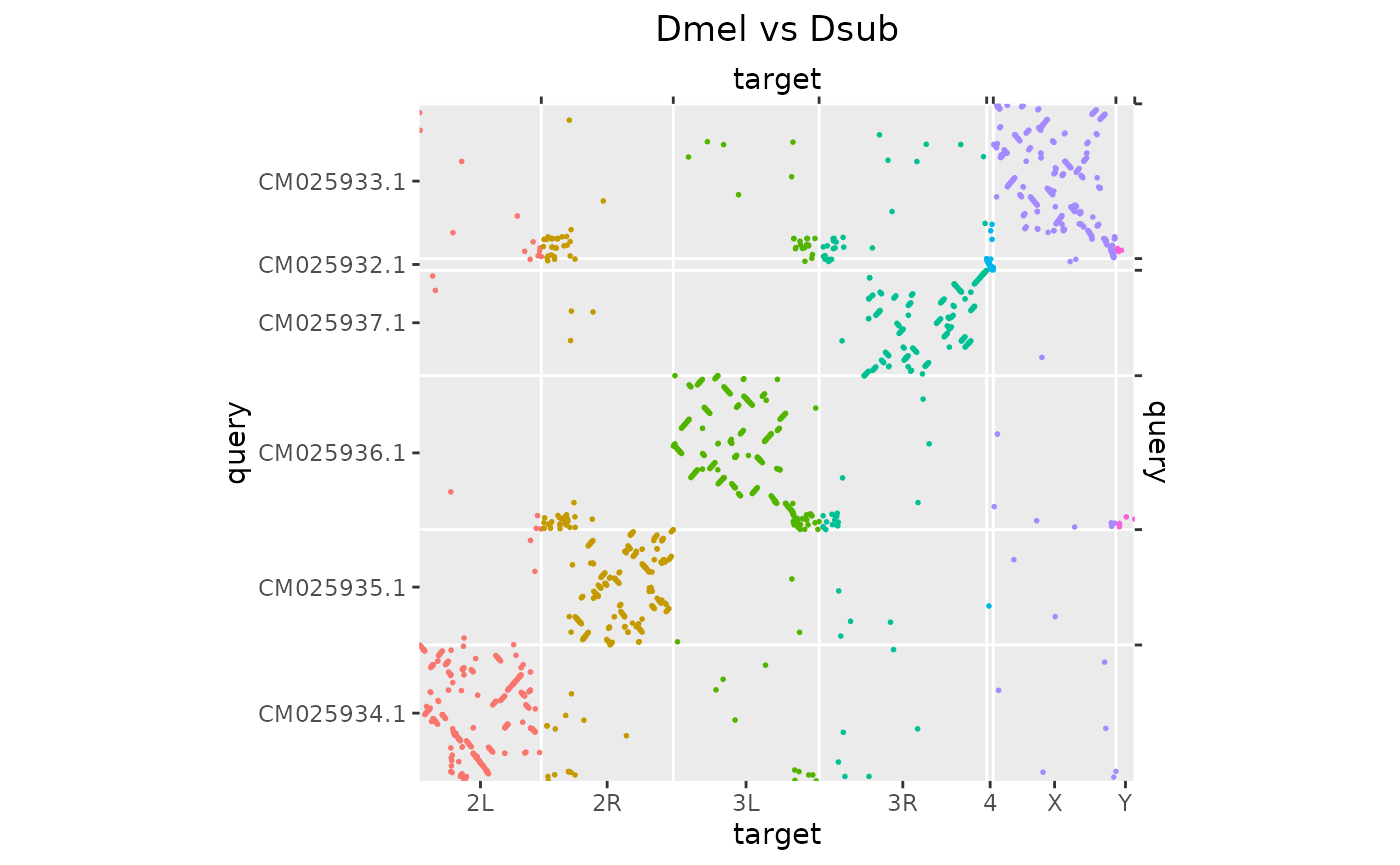 Dmel vs Dsub
target
CM025933.1
CM025932.1
CM025937.1
CM025936.1
CM025935.1
CM025934.1
query
query
2L 2R 3L 3R 4 X Y
target